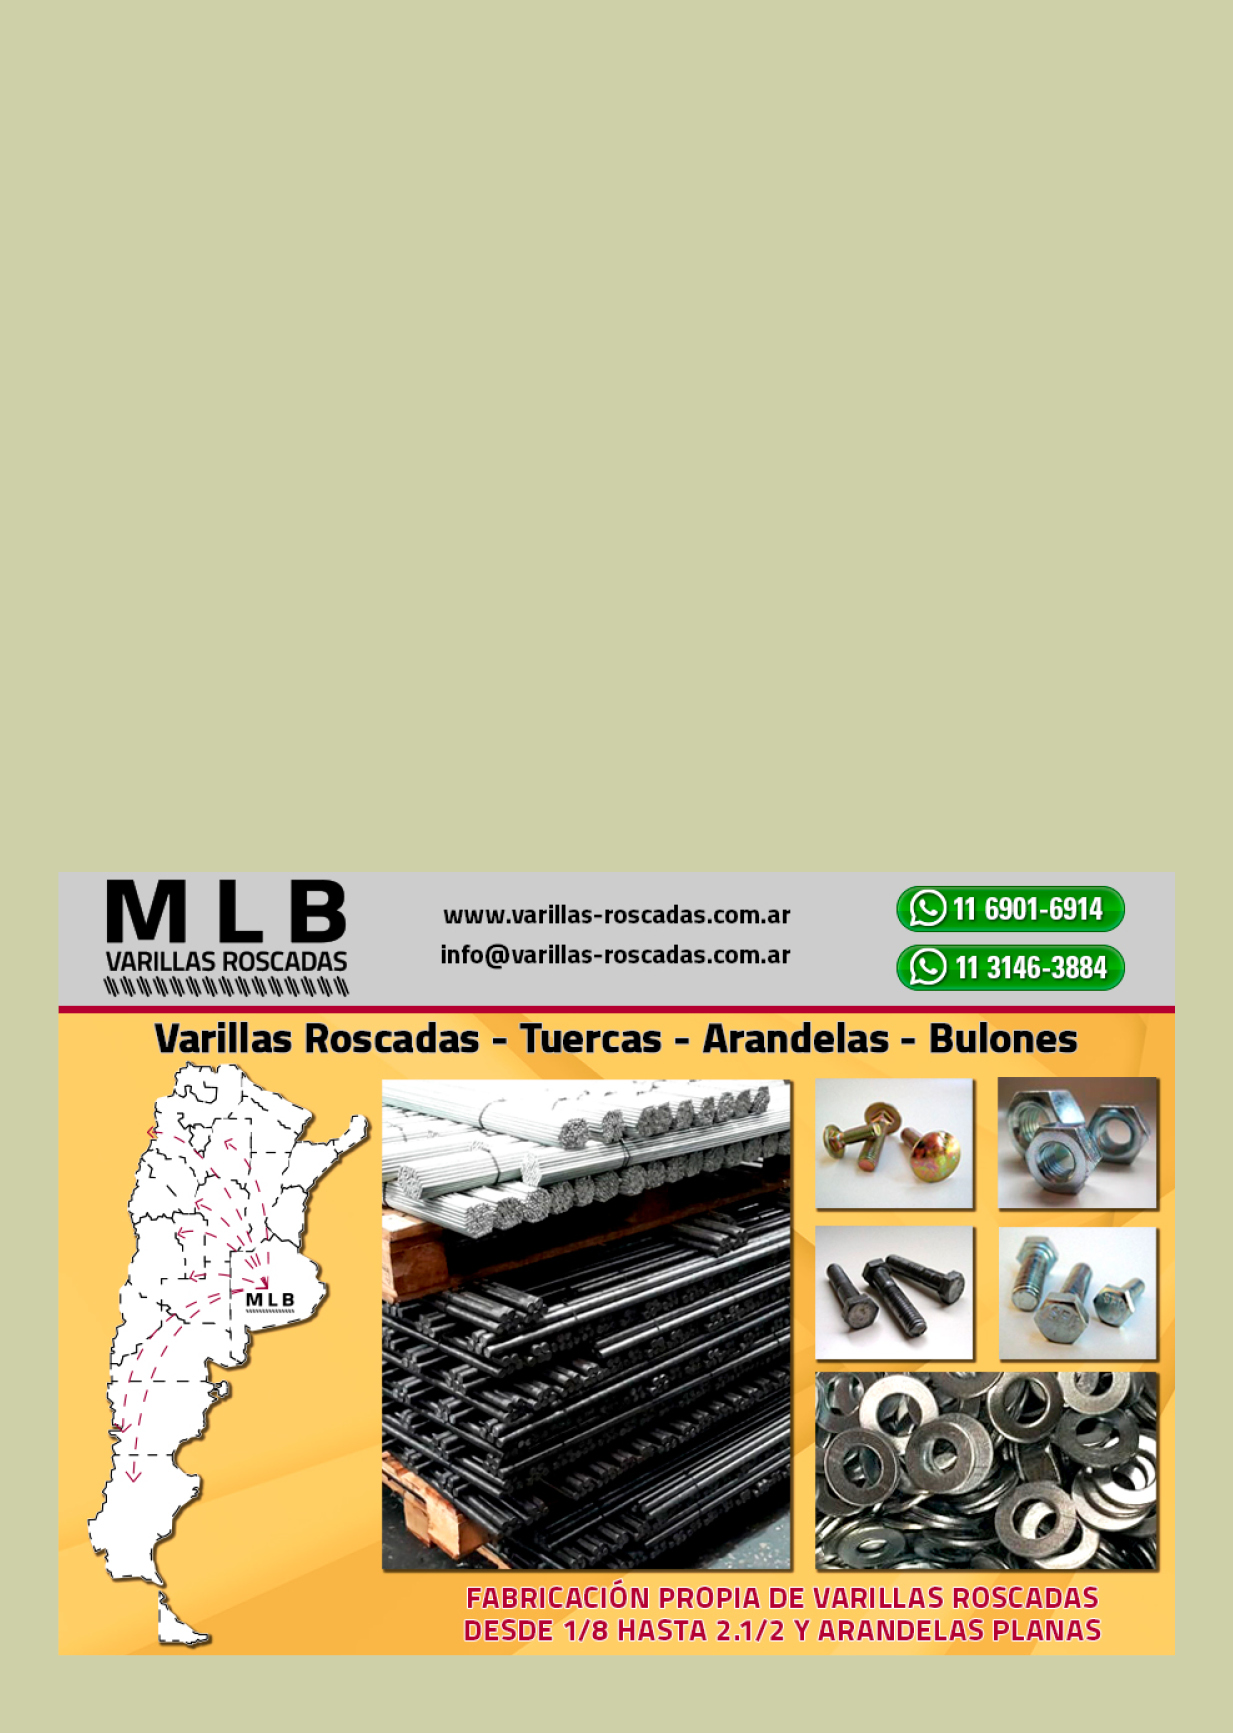 MLB
VARILLAS ROSCADAS
www.varillas-roscadas.com.ar
info@varillas-roscadas.com.ar
11 6901-6914
11 3146-3884
Varillas Roscadas - Tuercas - Arandelas - Bulones
MLB
FABRICACIÓN PROPIA DE VARILLAS ROSCADAS
DESDE 1/8 HASTA 2.1/2 Y ARANDELAS PLANAS